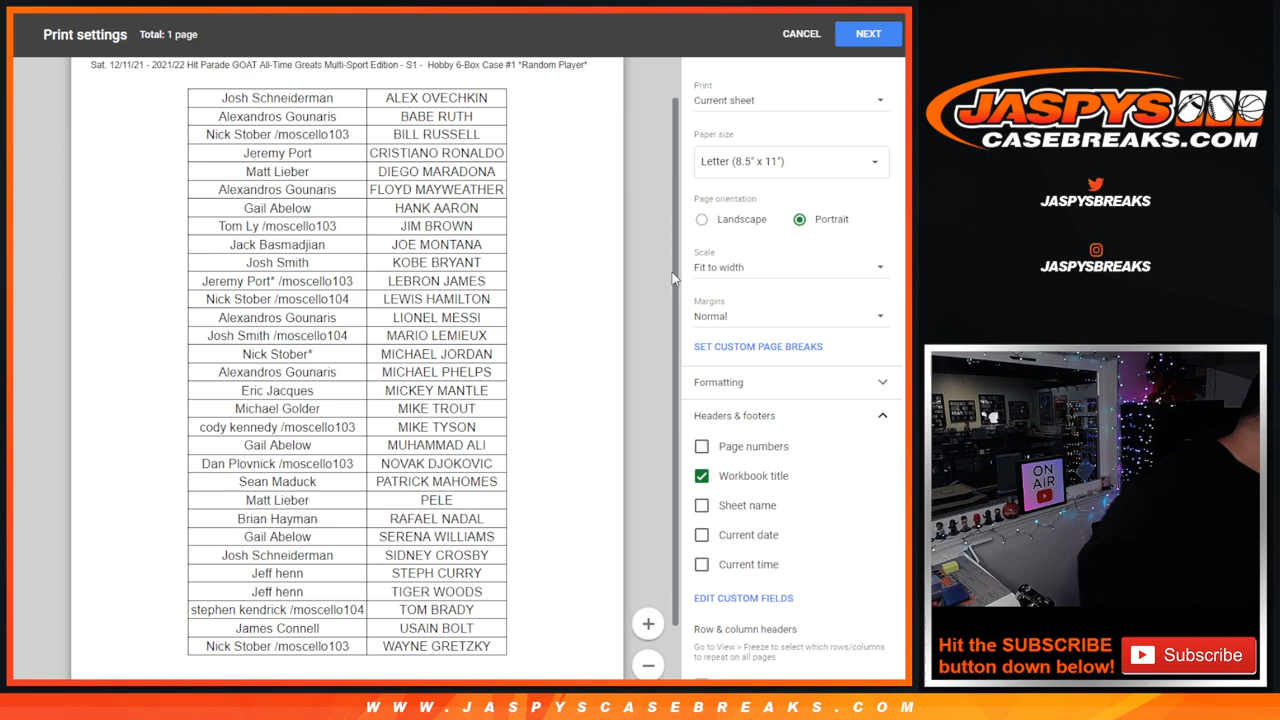 Print settings Total: 1 page CANCEL NEXT
Sat. 12/11/21 - 2021/22 Hit Parade GOAT All-Time Greats Multi-Sport Edition - S1 - Hobby 6-Box Case #1 *Random Player*
Josh Schneiderman ALEX OVECHKIN
Alexandros Gounaris BABE RUTH
Nick Stober /moscello103 BILL RUSSELL
Jeremy Port CRISTIANO RONALDO
Matt Lieber DIEGO MARADONA
Alexandros Gounaris FLOYD MAYWEATHER
Gail Abelow HANK AARON
Tom Ly /moscello103 JIM BROWN
Jack Basmadjian JOE MONTANA
Josh Smith KOBE BRYANT
Jeremy Port* /moscello103 LEBRON JAMES
Nick Stober /moscello104 LEWIS HAMILTON
Alexandros Gounaris LIONEL MESSI
Josh Smith /moscello104 MARIO LEMIEUX
Nick Stober* MICHAEL JORDAN
Alexandros Gounaris MICHAEL PHELPS
Eric Jacques MICKEY MANTLE
Michael Golder MIKE TROUT
cody kennedy /moscello103 MIKE TYSON
Gail Abelow MUHAMMAD ALI
Dan Plovnick /moscello103 NOVAK DJOKOVIC
Sean Maduck PATRICK MAHOMES
Matt Lieber PELE
Brian Hayman RAFAEL NADAL
Gail Abelow SERENA WILLIAMS
Josh Schneiderman SIDNEY CROSBY
Jeff henn STEPH CURRY
Jeff henn TIGER WOODS
stephen kendrick /moscello104 TOM BRADY
James Connell USAIN BOLT
Nick Stober /moscello103 WAYNE GRETZKY
Print
Current sheet
Paper size
Letter (8.5" x 11")
Page orientation
Landscape Portrait
Scale
Fit to width
Margins
Normal
SET CUSTOM PAGE BREAKS
Formatting
Headers & footers
Page numbers
Workbook title
Sheet name
Current date
Current time
EDIT CUSTOM FIELDS
Row & column headers
Go to View > Freeze to select which rows/columns
to repeat on all pages
JASPYS
CASEBREAKS.COM
JASPYSBREAKS
JASPYSBREAKS
ON
AIR
Hit the SUBSCRIBE
button down below!
Subscribe
WWW.JASPYSCASEBREAKS.COM